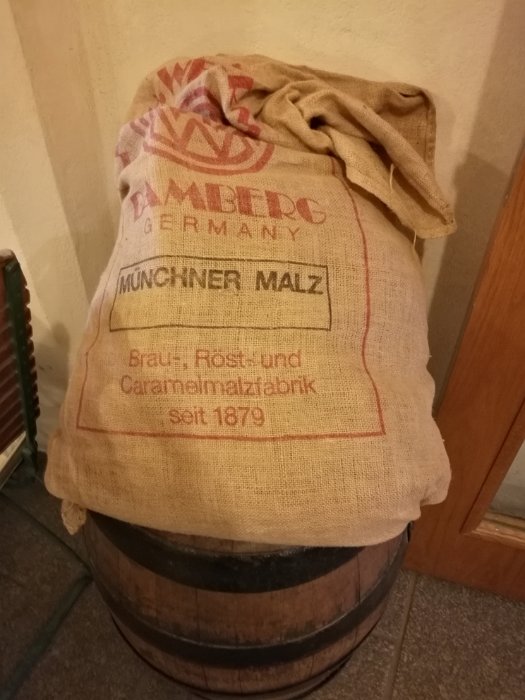 BAMBERG
GERMANY
MÜNCHNER MALZ
Brau-, Röst- und
Caramelmalzfabrik
seit 1879